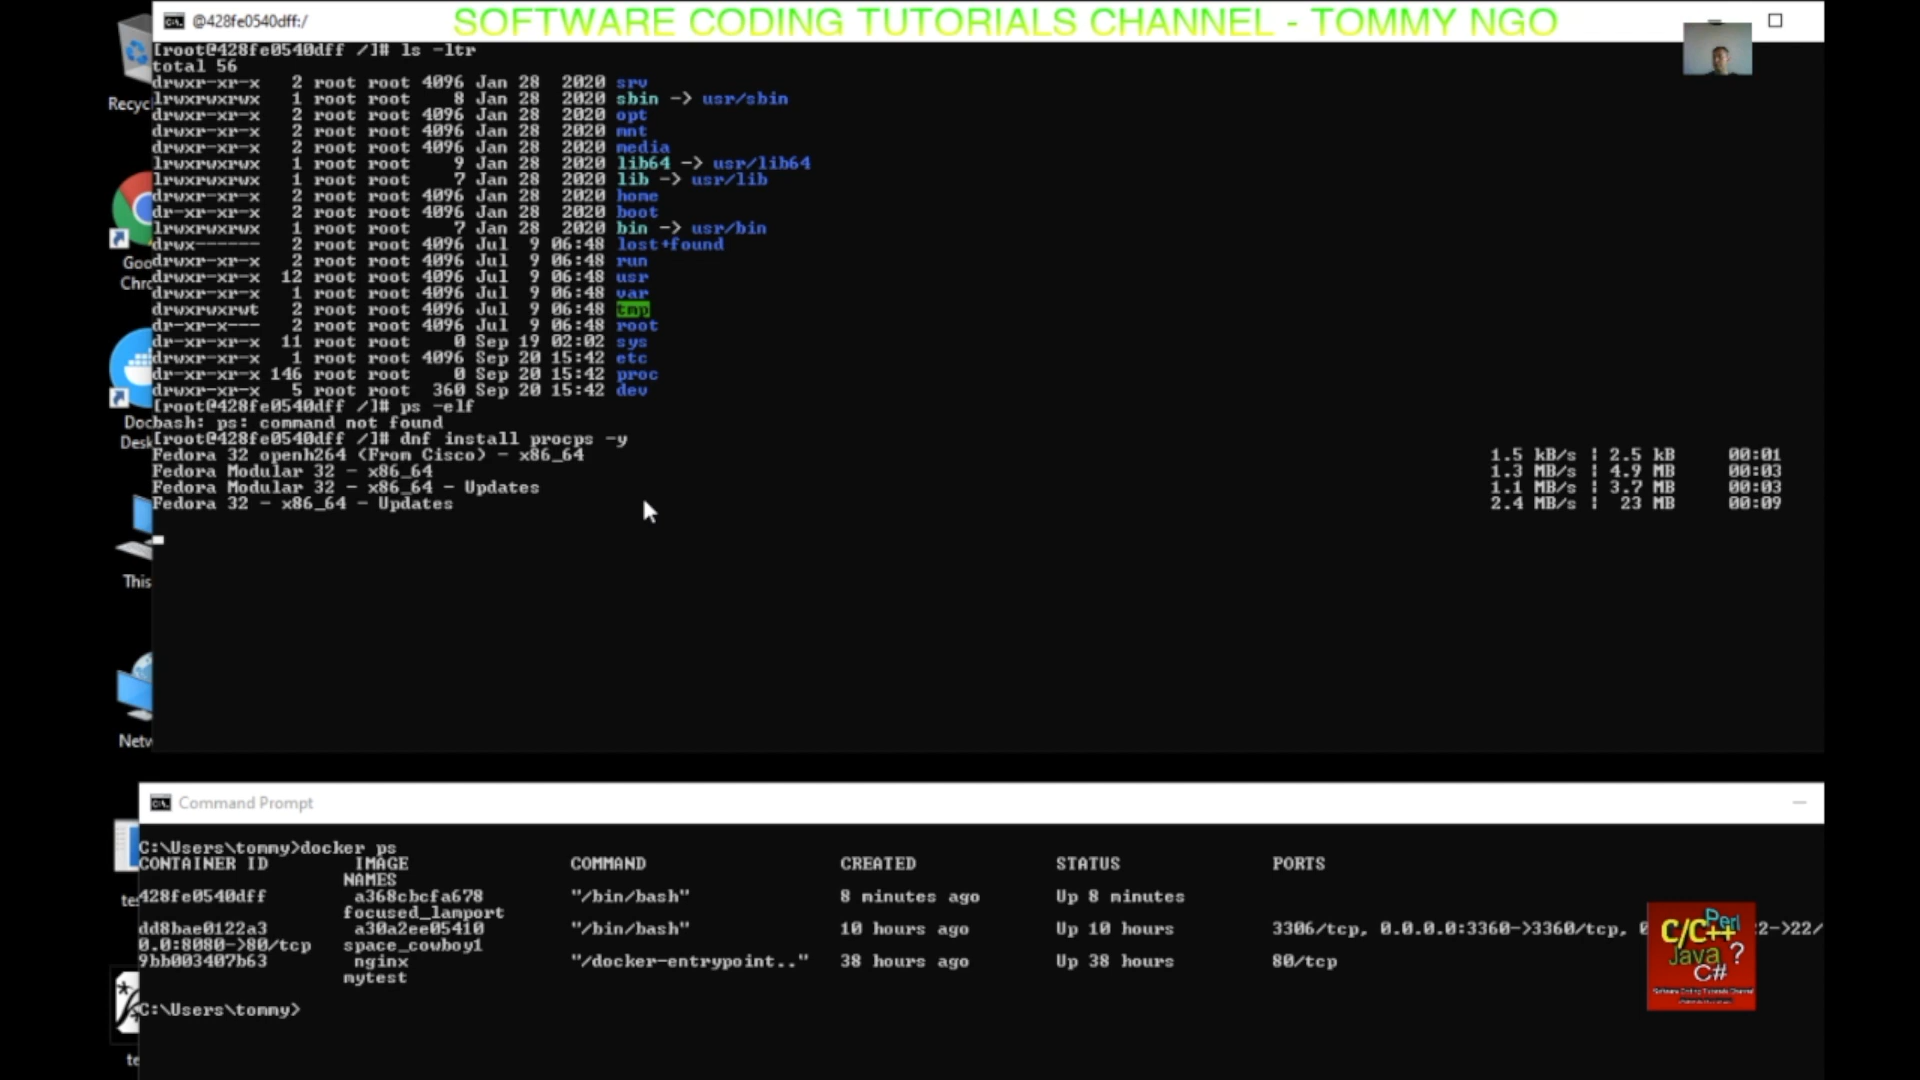 @428fe0540dff:/
SOFTWARE CODING TUTORIALS CHANNEL - TOMMY NGO
[root@428fe0540dff /]# ls -ltr
total 56
drwxr-xr-x   2 root root 4096 Jan 28  2020 srv
lrwxrwxrwx   1 root root    8 Jan 28  2020 sbin -> usr/sbin
drwxr-xr-x   2 root root 4096 Jan 28  2020 opt
drwxr-xr-x   2 root root 4096 Jan 28  2020 mnt
drwxr-xr-x   2 root root 4096 Jan 28  2020 media
lrwxrwxrwx   1 root root    9 Jan 28  2020 lib64 -> usr/lib64
lrwxrwxrwx   1 root root    7 Jan 28  2020 lib -> usr/lib
drwxr-xr-x   2 root root 4096 Jan 28  2020 home
dr-xr-xr-x   2 root root 4096 Jan 28  2020 boot
lrwxrwxrwx   1 root root    7 Jan 28  2020 bin -> usr/bin
drwx------   2 root root 4096 Jul  9 06:48 lost+found
drwxr-xr-x   2 root root 4096 Jul  9 06:48 run
drwxr-xr-x  12 root root 4096 Jul  9 06:48 usr
drwxr-xr-x   1 root root 4096 Jul  9 06:48 var
drwxrwxrwt   2 root root 4096 Jul  9 06:48 tmp
dr-xr-x---   2 root root 4096 Jul  9 06:48 root
dr-xr-xr-x  11 root root    0 Sep 19 02:02 sys
drwxr-xr-x   1 root root 4096 Sep 20 15:42 etc
dr-xr-xr-x 146 root root    0 Sep 20 15:42 proc
drwxr-xr-x   5 root root  360 Sep 20 15:42 dev
[root@428fe0540dff /]# ps -elf
bash: ps: command not found
[root@428fe0540dff /]# dnf install procps -y
Fedora 32 openh264 (From Cisco) - x86_64 1.5 kB/s | 2.5 kB 00:01
Fedora Modular 32 - x86_64 1.3 MB/s | 4.9 MB 00:03
Fedora Modular 32 - x86_64 - Updates 1.1 MB/s | 3.7 MB 00:03
Fedora 32 - x86_64 - Updates 2.4 MB/s | 23 MB 00:09
Recycl
Goo
Chro
Doc
Desk
This
Netw
Command Prompt
C:\Users\tommy>docker ps
CONTAINER ID IMAGE COMMAND CREATED STATUS PORTS
NAMES
428fe0540dff a368cbcfa678 "/bin/bash" 8 minutes ago Up 8 minutes
focused_lamport
dd8bae0122a3 a30a2ee05410 "/bin/bash" 10 hours ago Up 10 hours 3306/tcp, 0.0.0.0:3360->3360/tcp, 2->22/
0.0:8080->80/tcp space_cowboy1
9bb003407b63 nginx "/docker-entrypoint.." 38 hours ago Up 38 hours 80/tcp
mytest
C:\Users\tommy>
tes
te
Perl
C/C++
Java ?
C#
Software Coding Tutorials Channel